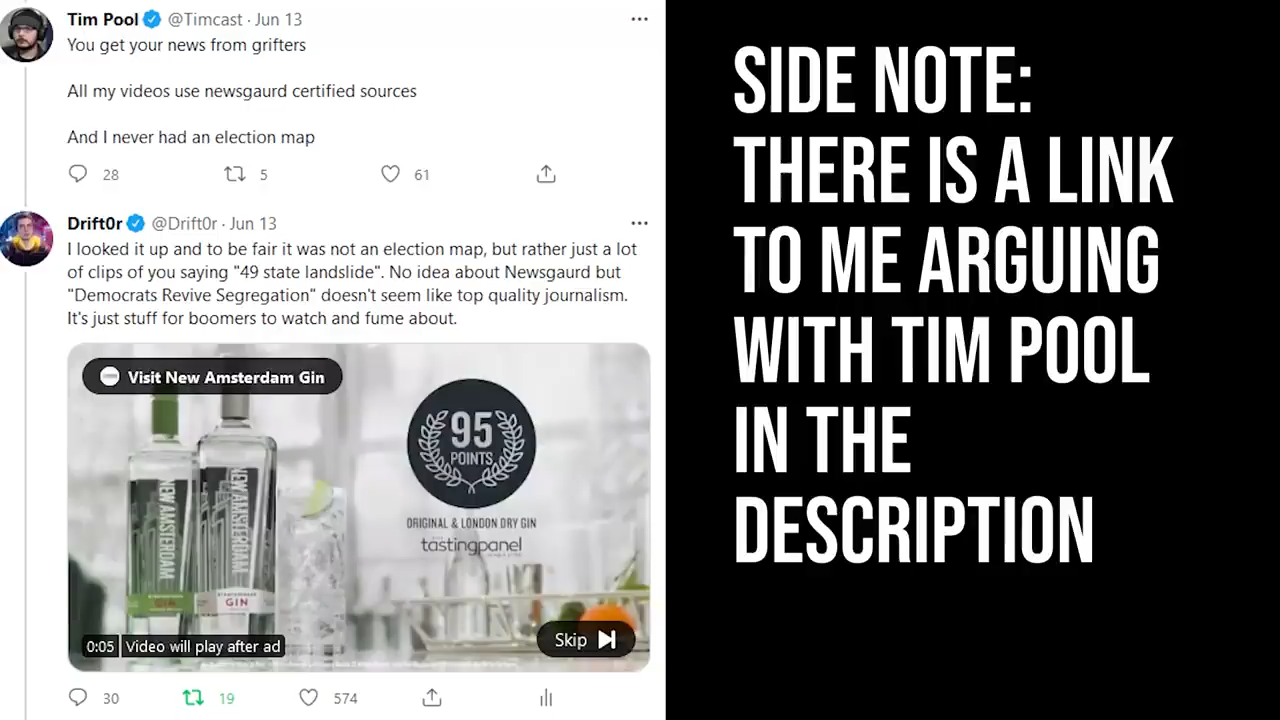 Tim Pool @Timcast · Jun 13
You get your news from grifters
All my videos use newsgaurd certified sources
And I never had an election map
28 5 61
Drift0r @Drift0r · Jun 13
I looked it up and to be fair it was not an election map, but rather just a lot
of clips of you saying "49 state landslide". No idea about Newsgaurd but
"Democrats Revive Segregation" doesn't seem like top quality journalism.
It's just stuff for boomers to watch and fume about.
Visit New Amsterdam Gin
95
POINTS
ORIGINAL & LONDON DRY GIN
tastingpanel
NEW AMSTERDAM
GIN
NEW AMSTERDAM
GIN
0:05 Video will play after ad
Skip
30 19 574
SIDE NOTE:
THERE IS A LINK
TO ME ARGUING
WITH TIM POOL
IN THE
DESCRIPTION